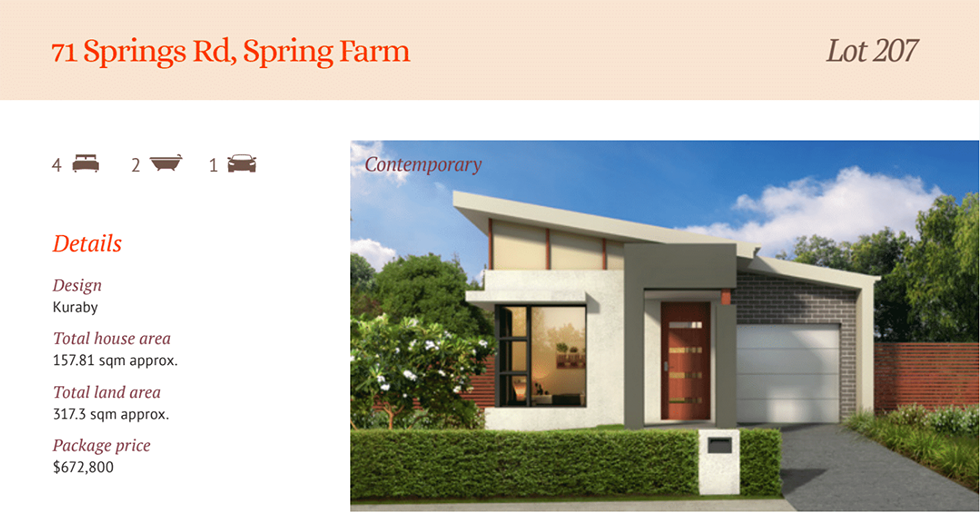 71 Springs Rd, Spring Farm
Lot 207
4 2 1
Contemporary
Details
Design
Kuraby
Total house area
157.81 sqm approx.
Total land area
317.3 sqm approx.
Package price
$672,800